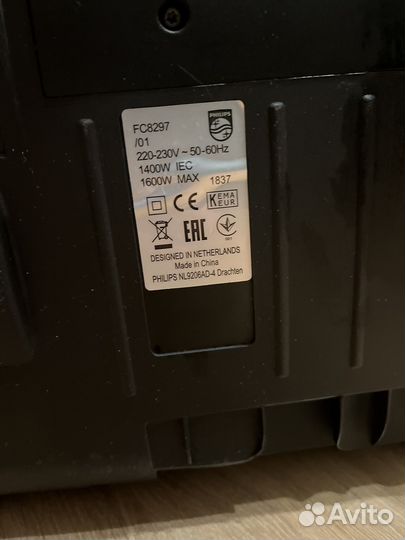 FC8297
/01
PHILIPS
220-230V ~ 50-60Hz
1400W IEC
1600W MAX 1837
CE KEMA EUR
EAC
DESIGNED IN NETHERLANDS
Made in China
PHILIPS NL9206AD-4 Drachten
Avito